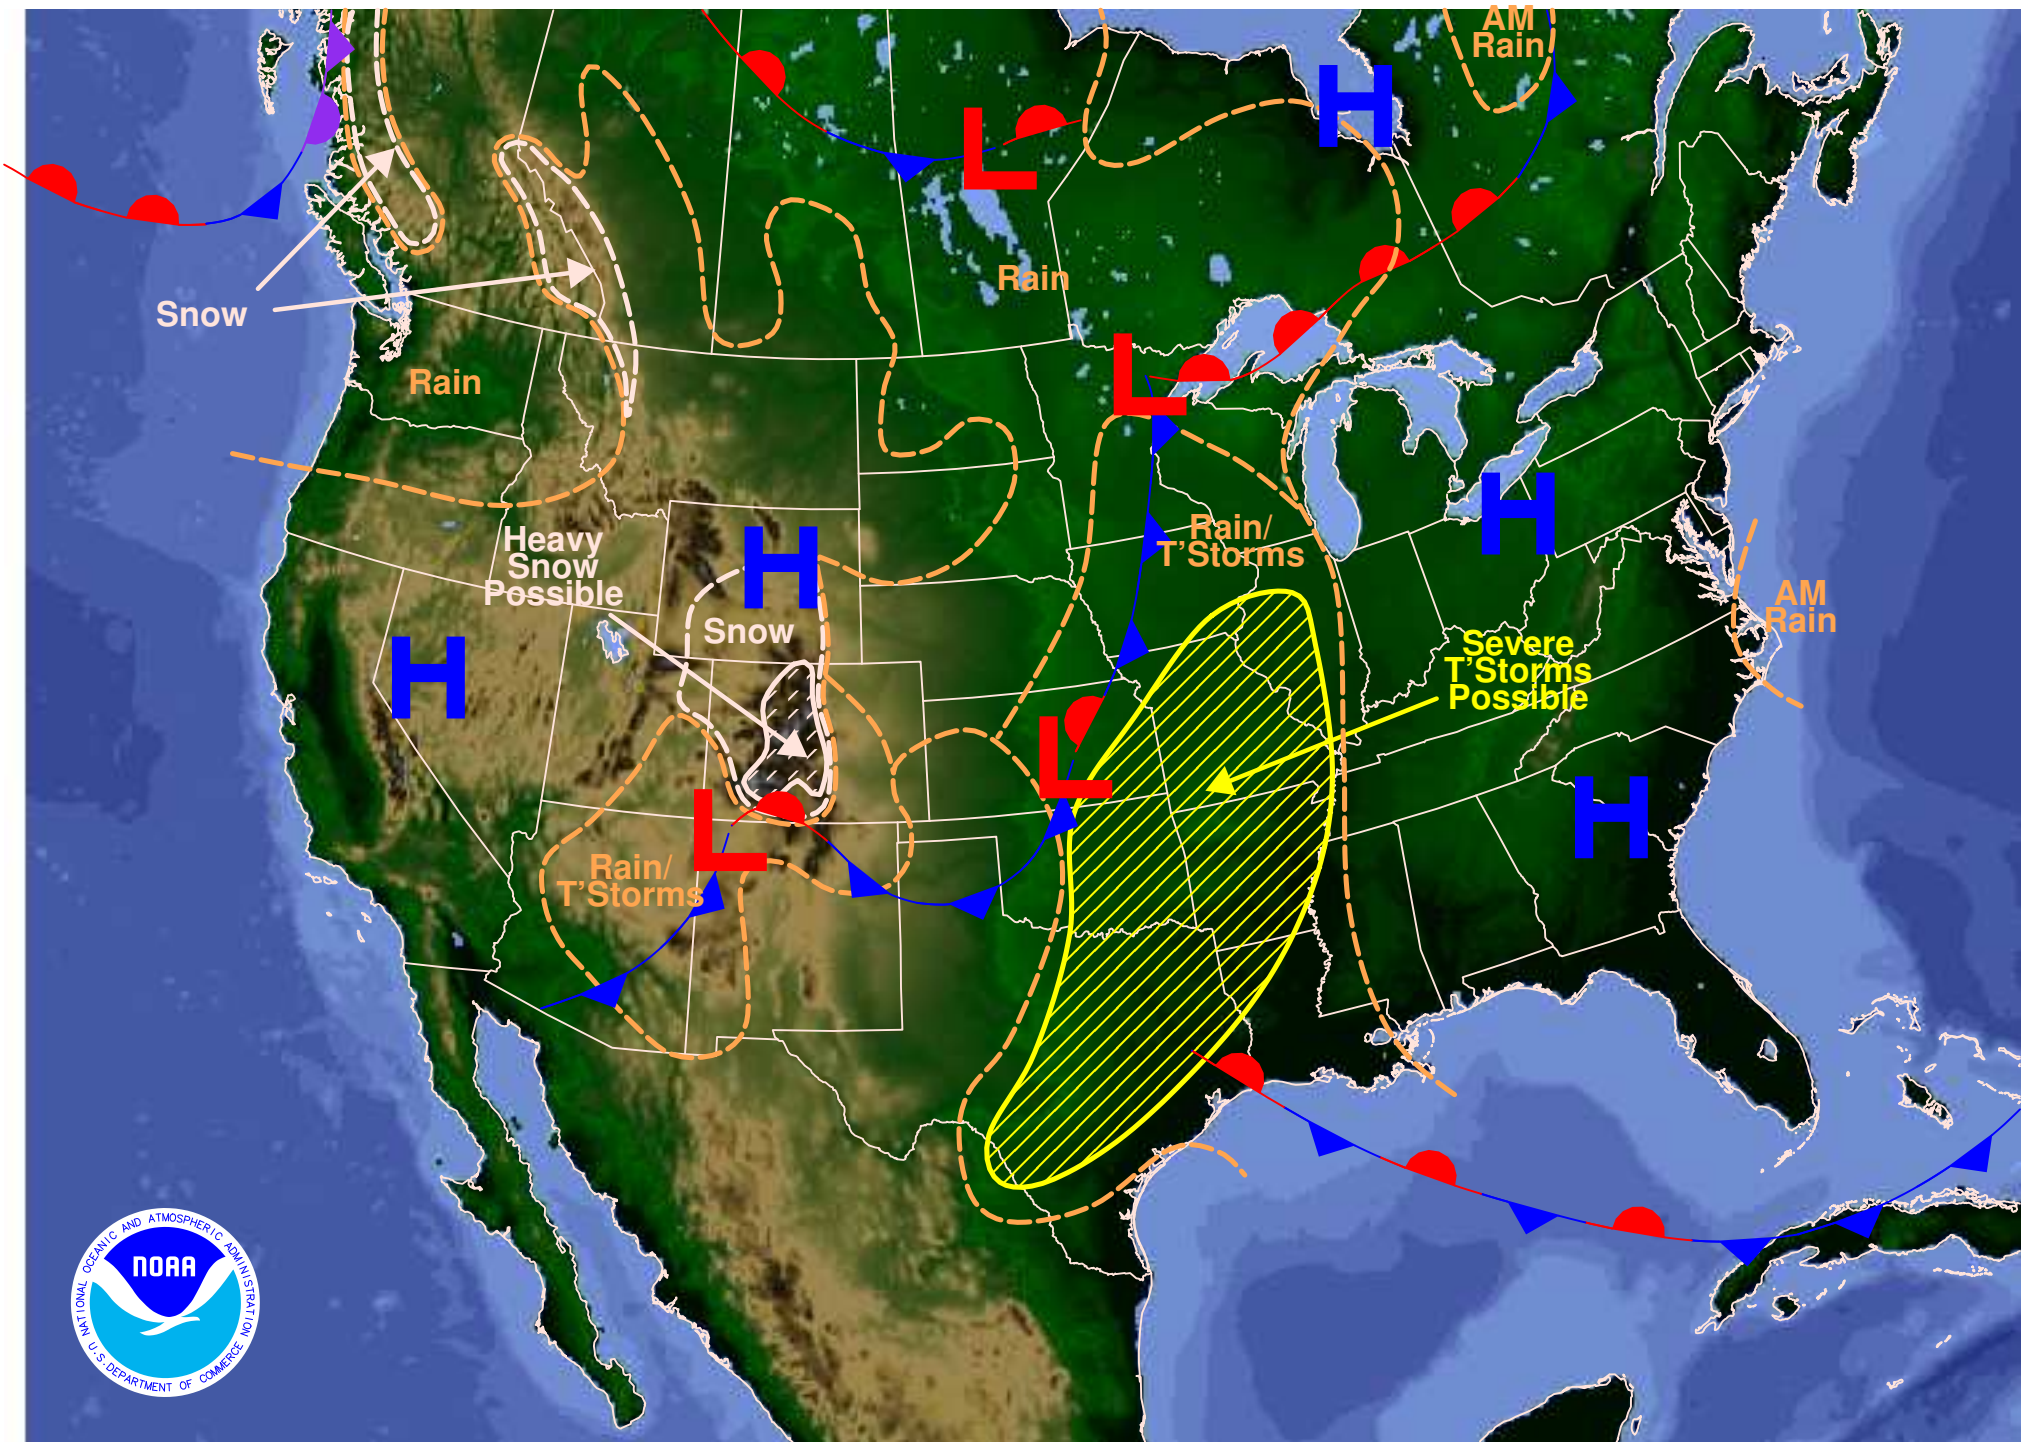 AM
Rain
H
L
Snow
Rain
Rain
L
H
Heavy
Snow
Possible
H
Snow
Rain/
T'Storms
AM
Rain
H
Severe
T'Storms
Possible
L
L
H
Rain/
T'Storms
NATIONAL OCEANIC AND ATMOSPHERIC ADMINISTRATION
NOAA
U.S. DEPARTMENT OF COMMERCE